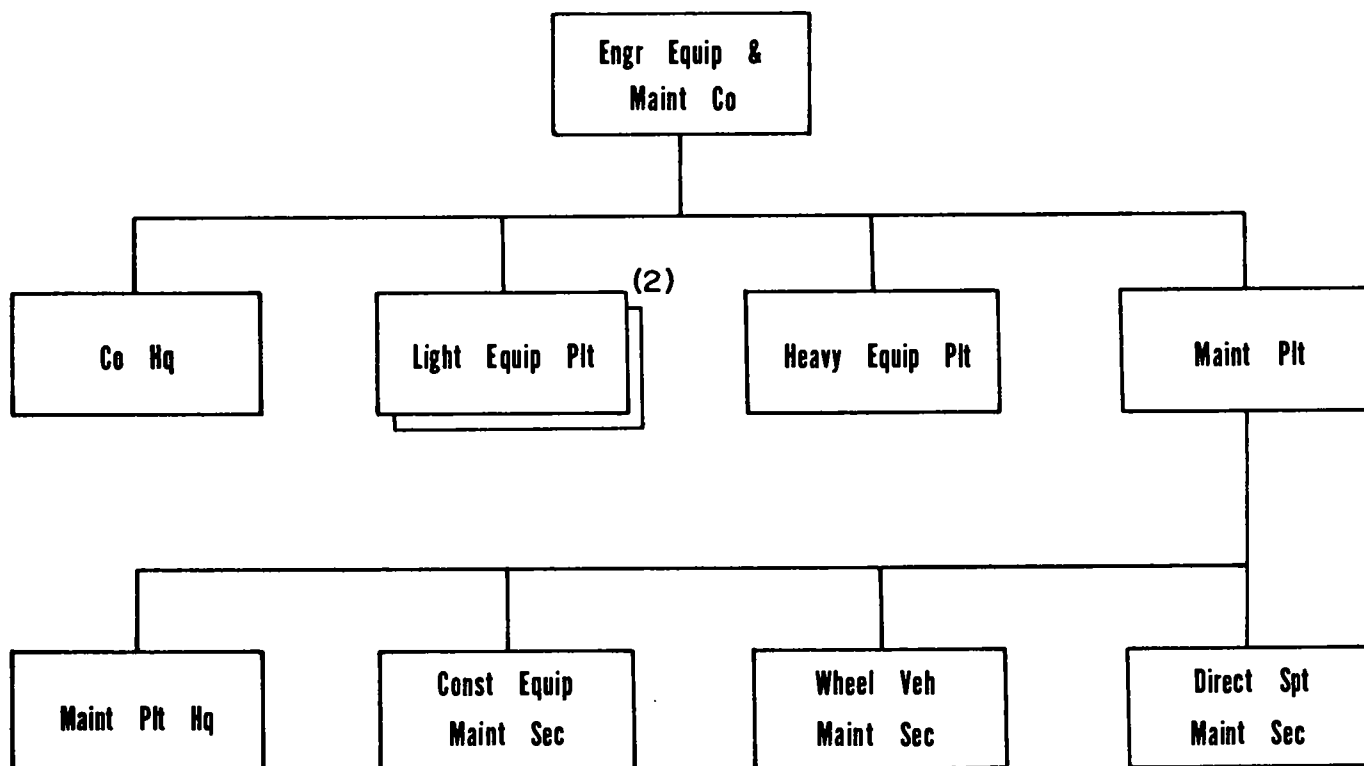 Engr Equip &
Maint Co
(2)
Co Hq
Light Equip Plt
Heavy Equip Plt
Maint Plt
Maint Plt Hq
Const Equip
Maint Sec
Wheel Veh
Maint Sec
Direct Spt
Maint Sec